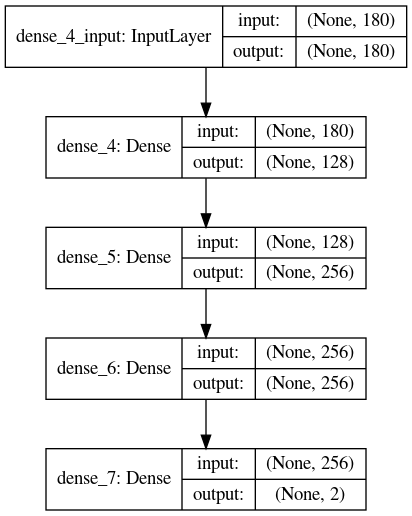 dense_4_input: InputLayer input: (None, 180)
output: (None, 180)
dense_4: Dense input: (None, 180)
output: (None, 128)
dense_5: Dense input: (None, 128)
output: (None, 256)
dense_6: Dense input: (None, 256)
output: (None, 256)
dense_7: Dense input: (None, 256)
output: (None, 2)